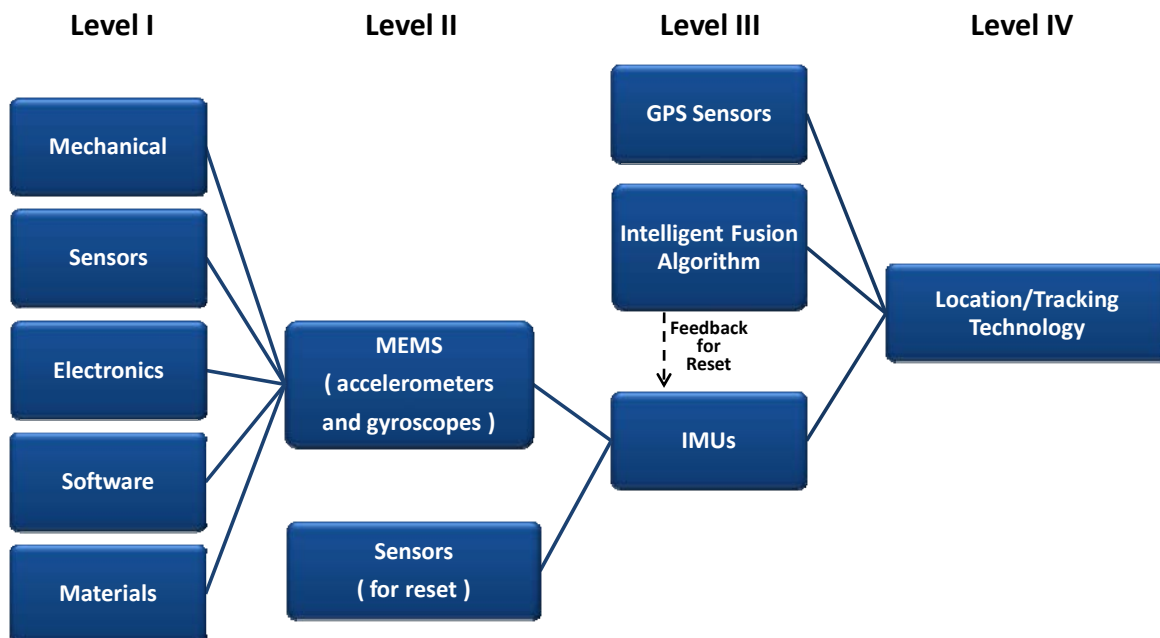 Level I
Level II
Level III
Level IV
Mechanical
Sensors
Electronics
Software
Materials
MEMS
( accelerometers
and gyroscopes )
Sensors
( for reset )
GPS Sensors
Intelligent Fusion
Algorithm
Feedback
for
Reset
IMUs
Location/Tracking
Technology